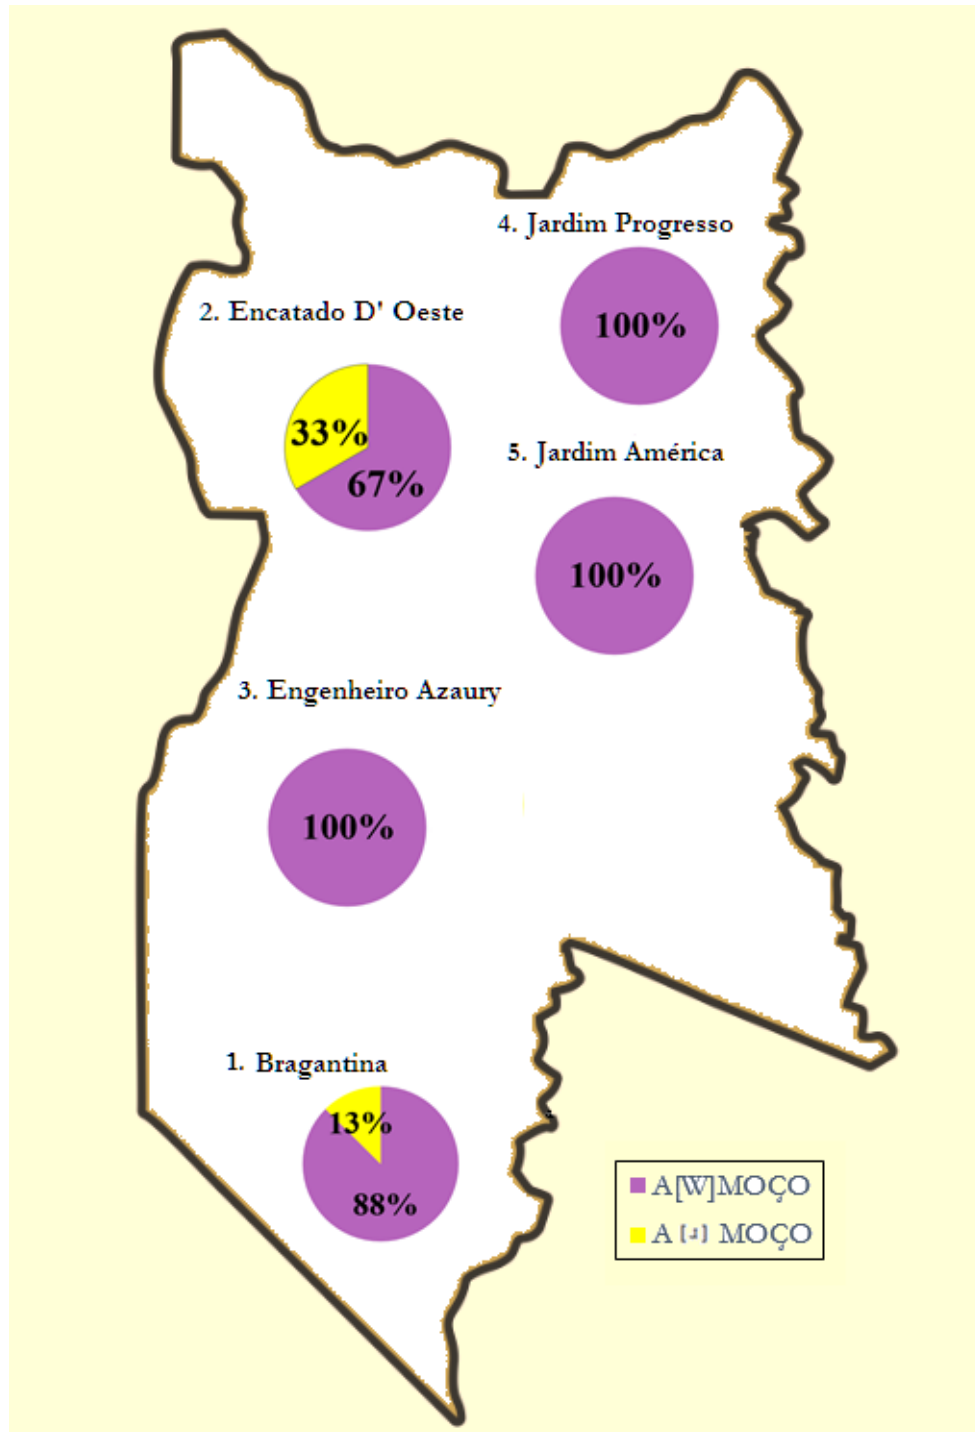 4. Jardim Progresso
100%
2. Encatado D' Oeste
33%
67%
5. Jardim América
100%
3. Engenheiro Azaury
100%
1. Bragantina
13%
88%
A[W]MOÇO
A [ɹ] MOÇO